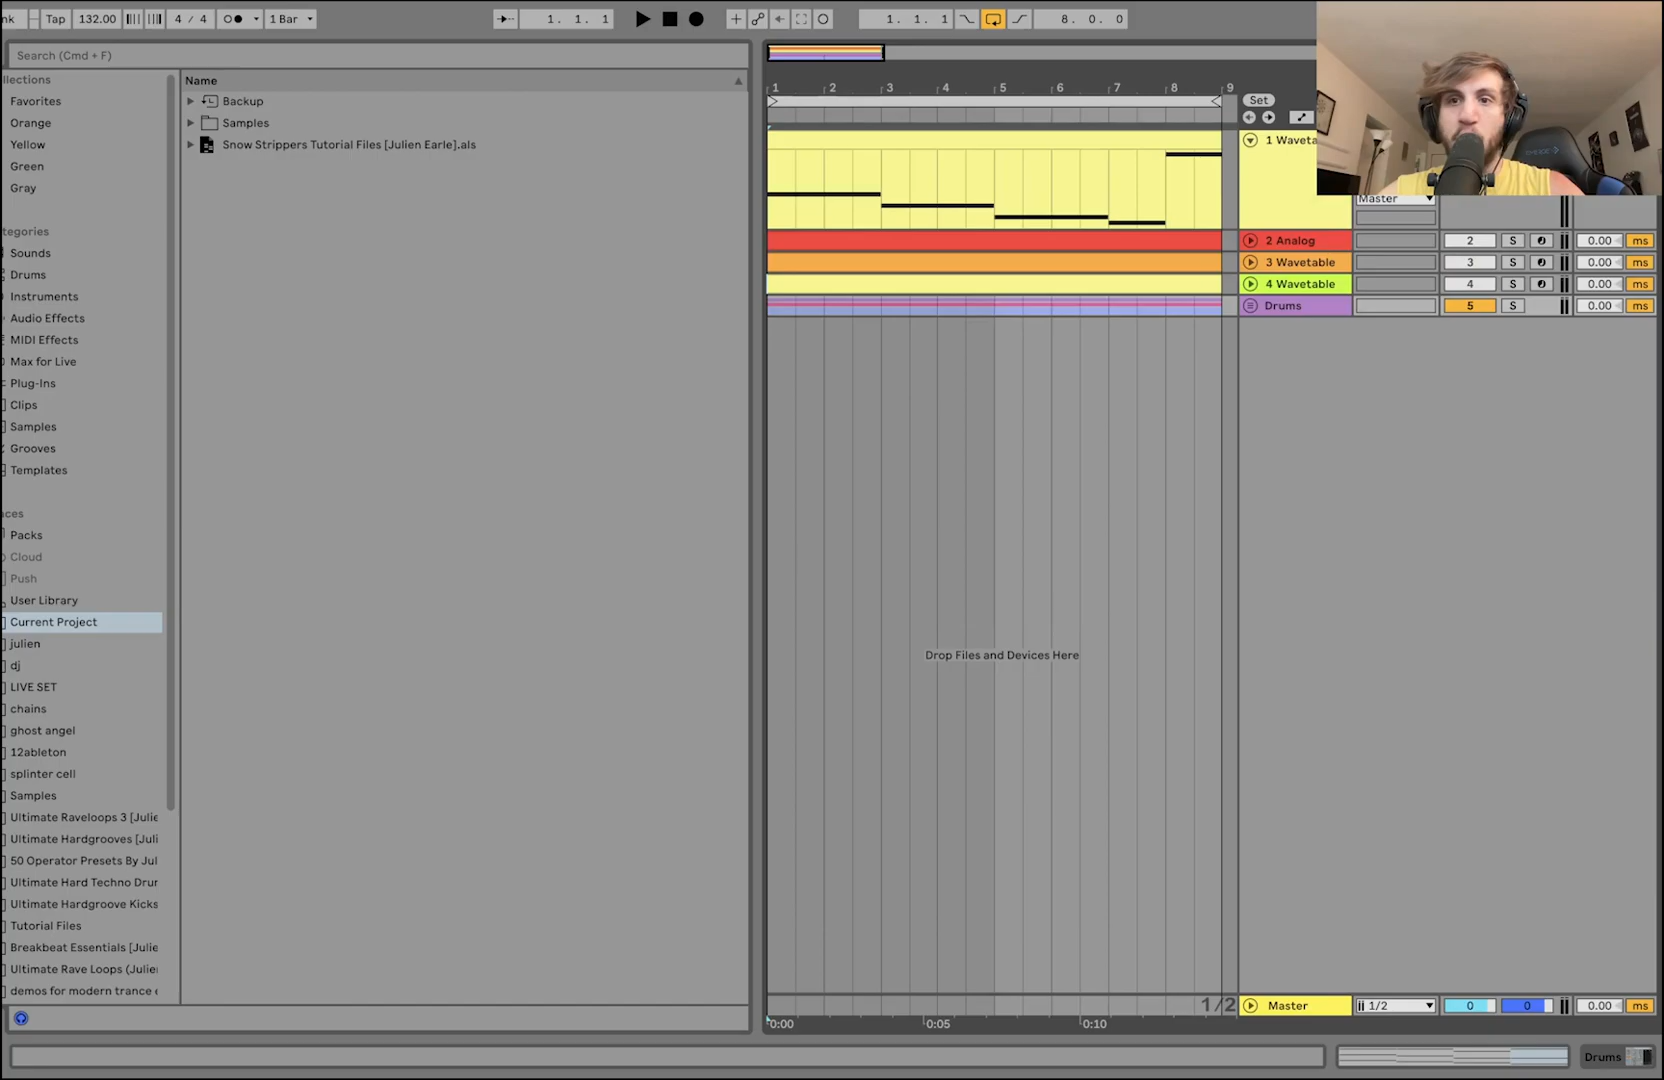 nk Tap 132.00 4 / 4 1 Bar 1. 1. 1 1. 1. 1 8. 0. 0
Search (Cmd + F)
llections
Favorites
Orange
Yellow
Green
Gray
tegories
Sounds
Drums
Instruments
Audio Effects
MIDI Effects
Max for Live
Plug-Ins
Clips
Samples
Grooves
Templates
aces
Packs
Cloud
Push
User Library
Current Project
julien
dj
LIVE SET
chains
ghost angel
12ableton
splinter cell
Samples
Ultimate Raveloops 3 [Julie
Ultimate Hardgrooves [Juli
50 Operator Presets By Jul
Ultimate Hard Techno Drur
Ultimate Hardgroove Kicks
Tutorial Files
Breakbeat Essentials [Julie
Ultimate Rave Loops (Julier
demos for modern trance
Name
Backup
Samples
Snow Strippers Tutorial Files [Julien Earle].als
1 2 3 4 5 6 7 8 9
Set
1 Waveta
Master
2 Analog 2 S 0.00 ms
3 Wavetable 3 S 0.00 ms
4 Wavetable 4 S 0.00 ms
Drums 5 S 0.00 ms
Drop Files and Devices Here
1/2 Master 1/2 0 0 0.00 ms
0:00 0:05 0:10
Drums